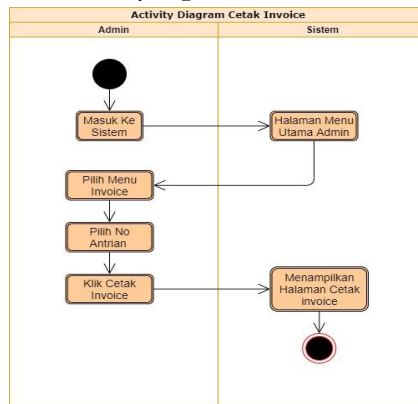 Activity Diagram Cetak Invoice
Admin
Sistem
Masuk Ke
Sistem
Halaman Menu
Utama Admin
Pilih Menu
Invoice
Pilih No
Antrian
Klik Cetak
Invoice
Menampilkan
Halaman Cetak
invoice